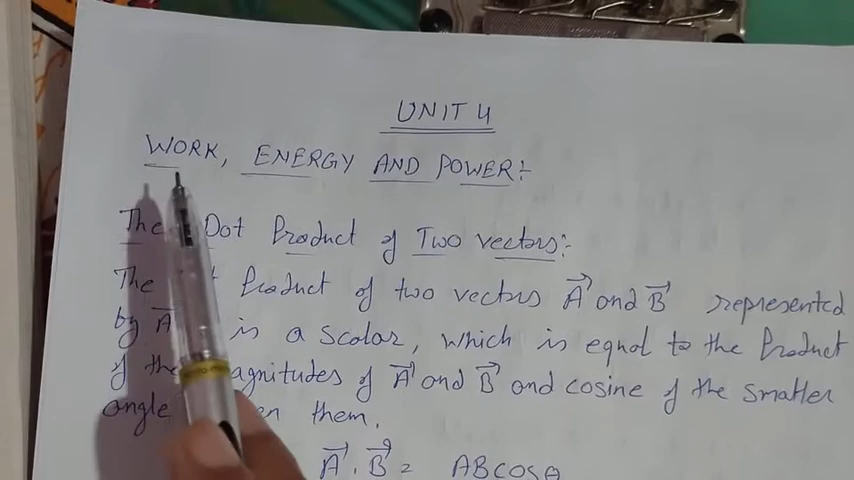 UNIT 4
WORK, ENERGY AND POWER:-
The Dot Product of Two vectors:-
The Product of two vectors A⃗ and B⃗ represented
by A⃗ is a scalar, which is equal to the Product
of the magnitudes of A⃗ and B⃗ and cosine of the smaller
angle them.
A⃗ . B⃗ = ABCOSθ